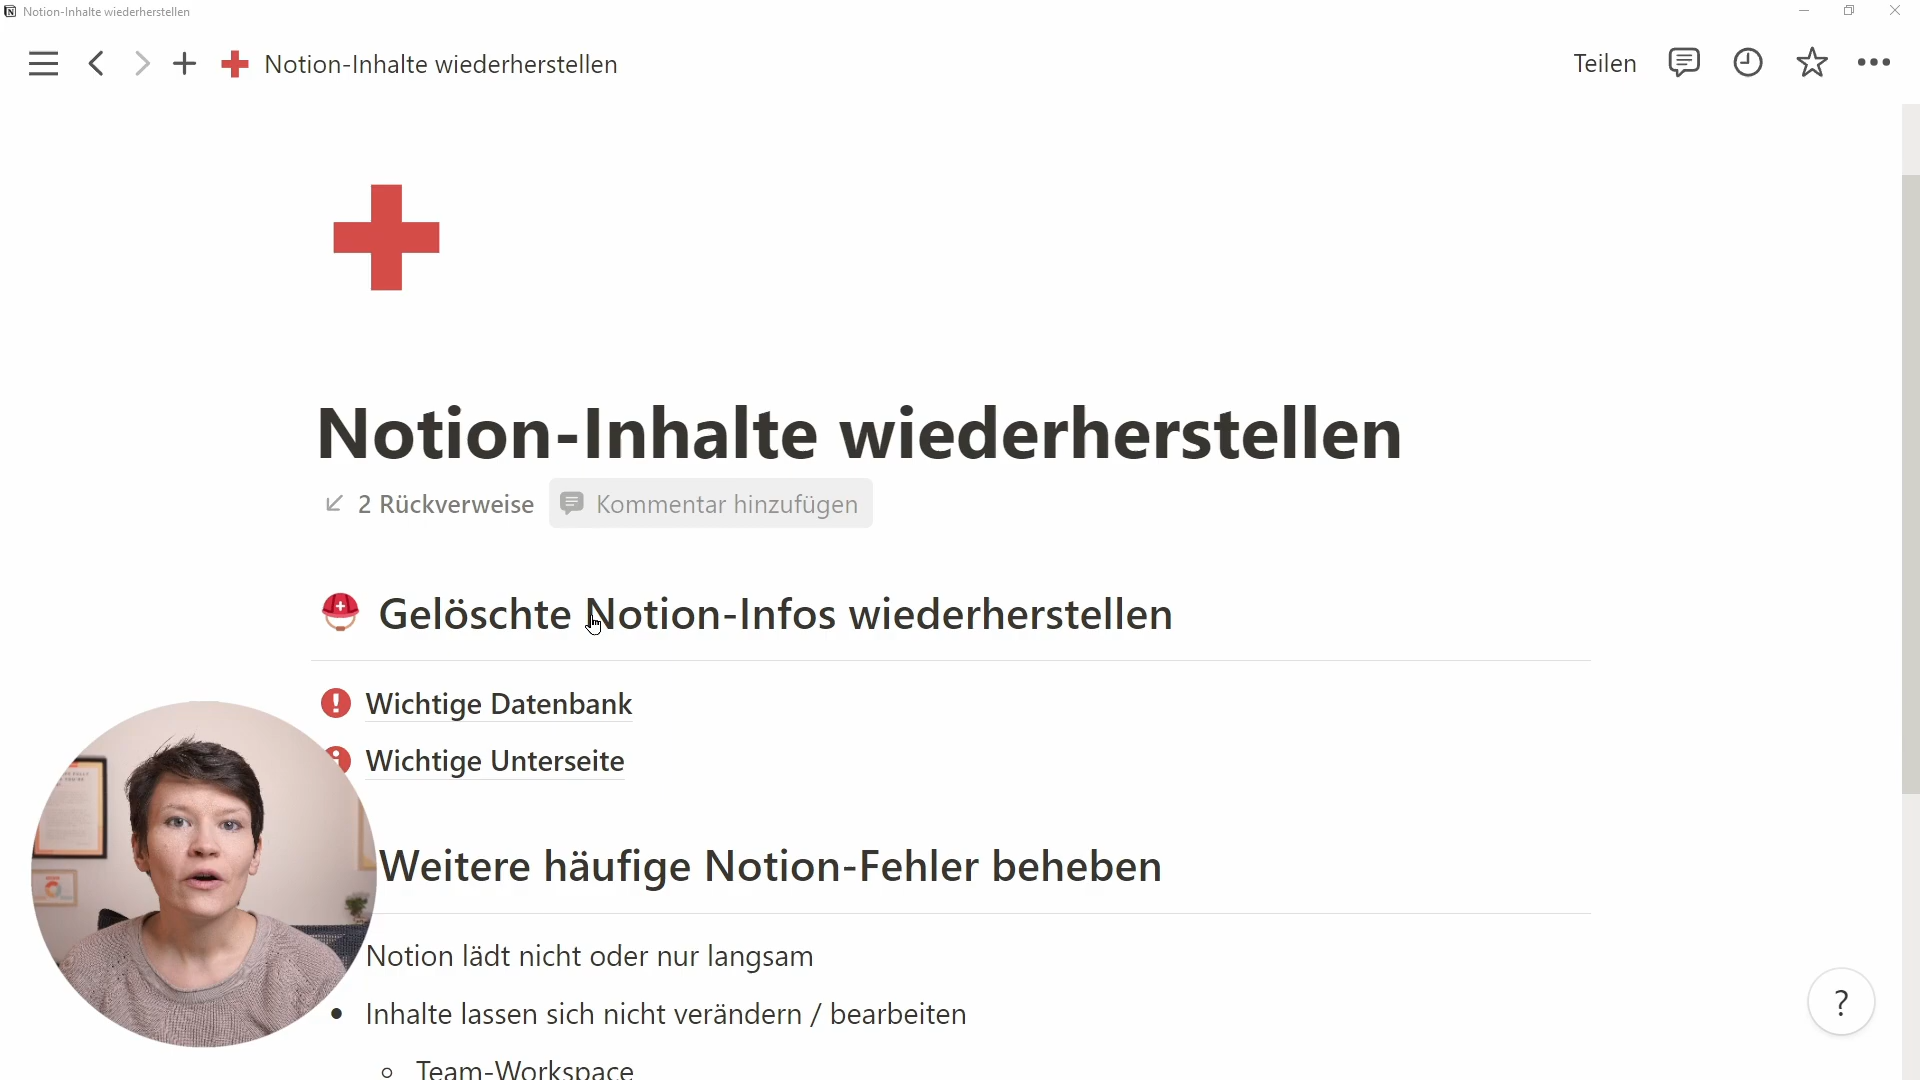 Notion-Inhalte wiederherstellen
Notion-Inhalte wiederherstellen
Teilen
Notion-Inhalte wiederherstellen
2 Rückverweise
Kommentar hinzufügen
Gelöschte Notion-Infos wiederherstellen
Wichtige Datenbank
Wichtige Unterseite
Weitere häufige Notion-Fehler beheben
Notion lädt nicht oder nur langsam
• Inhalte lassen sich nicht verändern / bearbeiten
◦ Team-Workspace
?